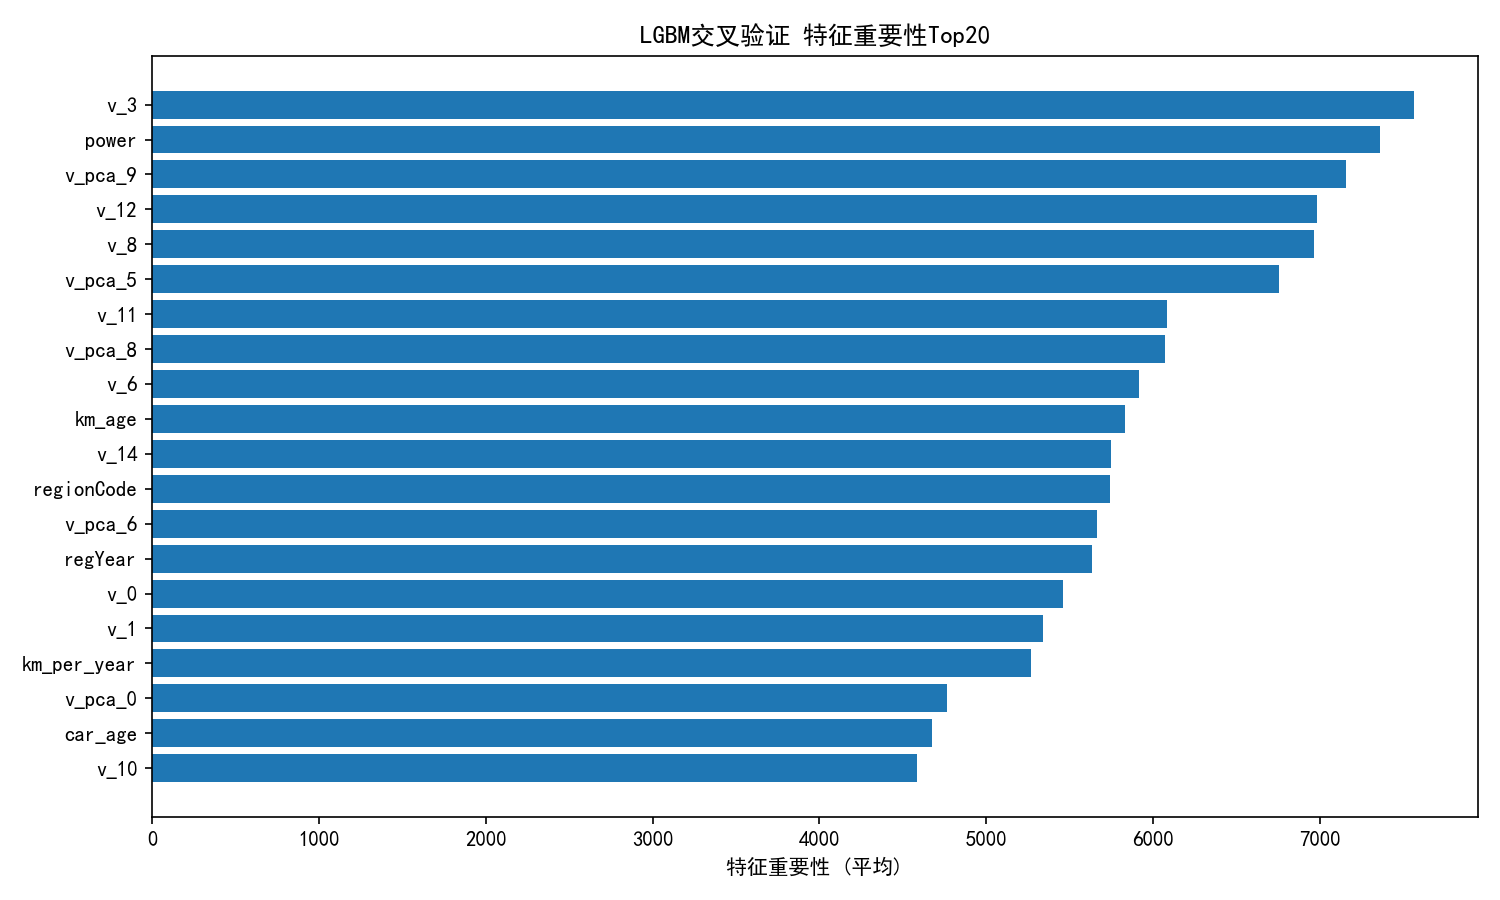 LGBM交叉验证 特征重要性Top20
v_3
power
v_pca_9
v_12
v_8
v_pca_5
v_11
v_pca_8
v_6
km_age
v_14
regionCode
v_pca_6
regYear
v_0
v_1
km_per_year
v_pca_0
car_age
v_10
0 1000 2000 3000 4000 5000 6000 7000
特征重要性 (平均)